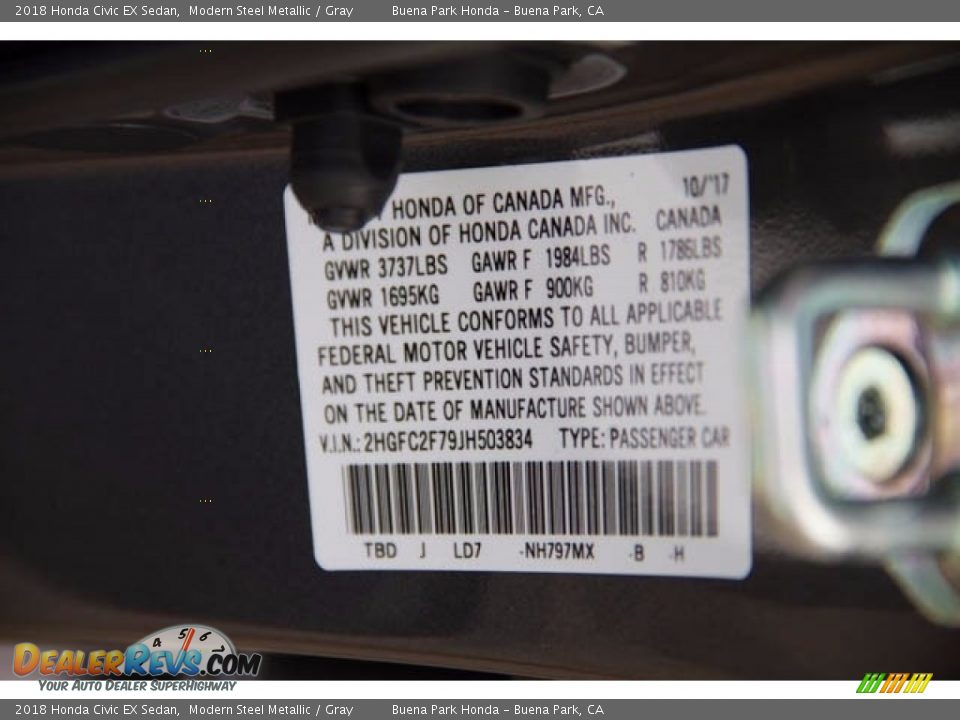 2018 Honda Civic EX Sedan,  Modern Steel Metallic / Gray    Buena Park Honda – Buena Park, CA
10/'17
HONDA OF CANADA MFG.,
A DIVISION OF HONDA CANADA INC. CANADA
GVWR 3737LBS GAWR F 1984LBS R 1786LBS
GVWR 1695KG GAWR F 900KG R 810KG
THIS VEHICLE CONFORMS TO ALL APPLICABLE
FEDERAL MOTOR VEHICLE SAFETY, BUMPER,
AND THEFT PREVENTION STANDARDS IN EFFECT
ON THE DATE OF MANUFACTURE SHOWN ABOVE.
V.I.N.: 2HGFC2F79JH503834 TYPE: PASSENGER CAR
TBD J LD7 -NH797MX -B -H
4 5 6 7
DEALERREVS.COM
YOUR AUTO DEALER SUPERHIGHWAY
2018 Honda Civic EX Sedan,  Modern Steel Metallic / Gray    Buena Park Honda – Buena Park, CA